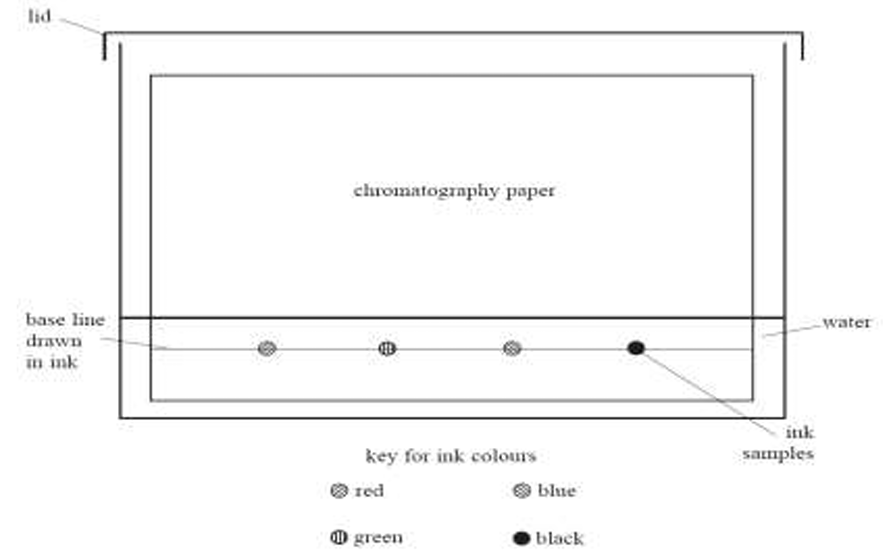 lid
chromatography paper
base line
drawn
in ink
water
ink
samples
key for ink colours
red
blue
green
black